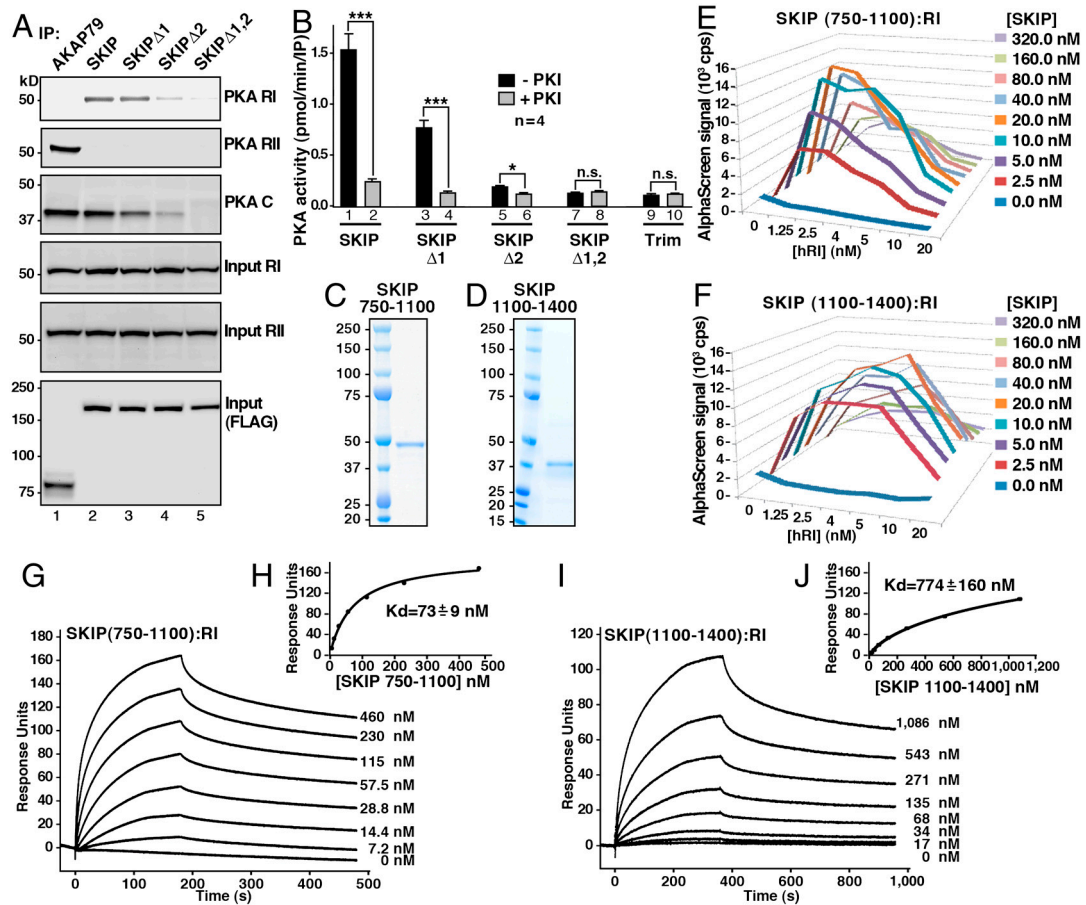 A
IP:
AKAP79
SKIP
SKIPΔ1
SKIPΔ2
SKIPΔ1,2
kD
50
PKA RI
50
PKA RII
37
PKA C
50
Input RI
50
Input RII
250
150
100
75
Input
(FLAG)
1 2 3 4 5
B
PKA activity (pmol/min/IP)
1.5
1.0
0.5
0.0
***
***
*
n.s.
n.s.
- PKI
+ PKI
n=4
1 2 3 4 5 6 7 8 9 10
SKIP
SKIP
Δ1
SKIP
Δ2
SKIP
Δ1,2
Trim
C
SKIP
750-1100
250
150
100
75
50
37
25
20
D
SKIP
1100-1400
250
150
100
75
50
37
25
20
15
E
SKIP (750-1100):RI
AlphaScreen signal (10³ cps)
16
14
12
10
8
6
4
2
0
0 1.25 2.5 4 5 10 20
[hRI] (nM)
[SKIP]
320.0 nM
160.0 nM
80.0 nM
40.0 nM
20.0 nM
10.0 nM
5.0 nM
2.5 nM
0.0 nM
F
SKIP (1100-1400):RI
AlphaScreen signal (10³ cps)
16
14
12
10
8
6
4
2
0
0 1.25 2.5 4 5 10 20
[hRI] (nM)
[SKIP]
320.0 nM
160.0 nM
80.0 nM
40.0 nM
20.0 nM
10.0 nM
5.0 nM
2.5 nM
0.0 nM
G
SKIP(750-1100):RI
Response Units
180
160
140
120
100
80
60
40
20
0
460 nM
230 nM
115 nM
57.5 nM
28.8 nM
14.4 nM
7.2 nM
0 nM
0 100 200 300 400 500
Time (s)
H
Response Units
160
120
80
40
0
Kd=73±9 nM
0 100 200 300 400 500
[SKIP 750-1100] nM
I
SKIP(1100-1400):RI
Response Units
120
100
80
60
40
20
0
1,086 nM
543 nM
271 nM
135 nM
68 nM
34 nM
17 nM
0 nM
0 200 400 600 800 1,000
Time (s)
J
Response Units
160
120
80
40
0
Kd=774±160 nM
0 200 400 600 800 1,000 1,200
[SKIP 1100-1400] nM